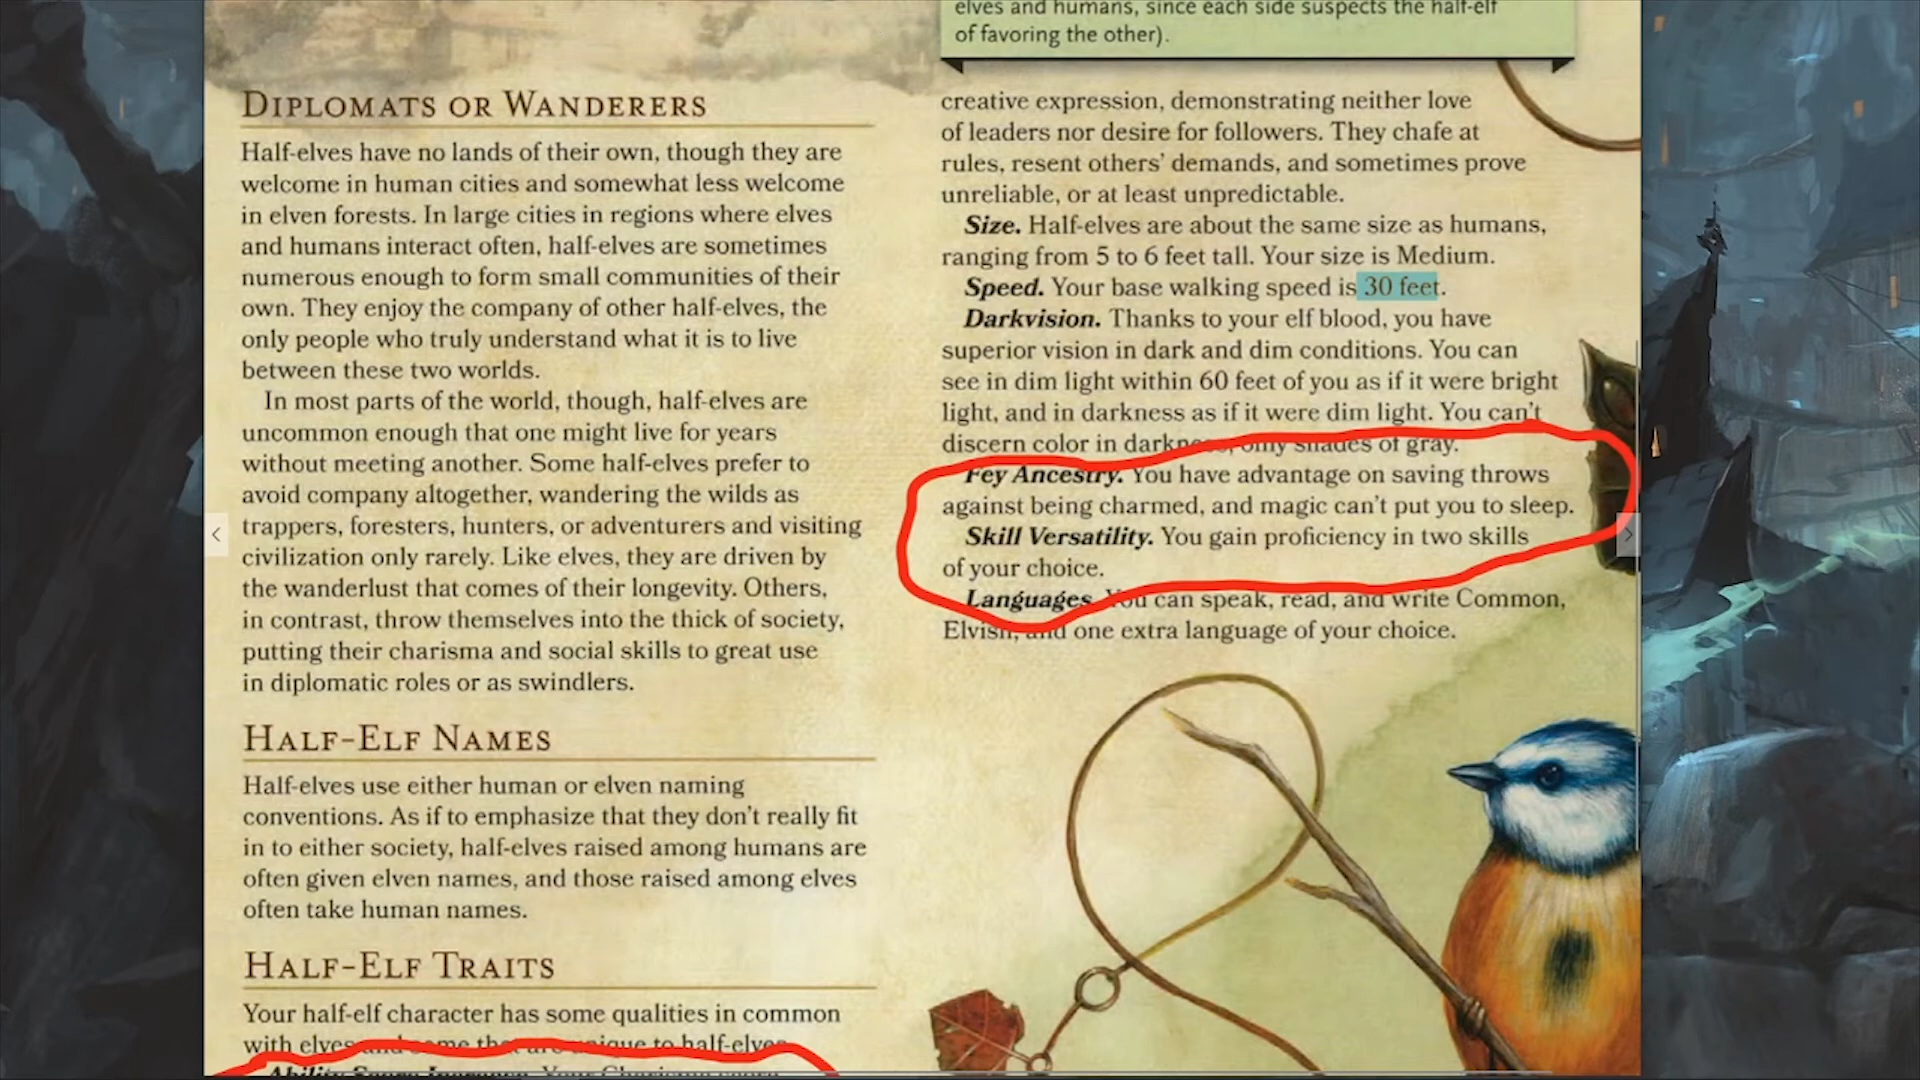 DIPLOMATS OR WANDERERS
Half-elves have no lands of their own, though they are
welcome in human cities and somewhat less welcome
in elven forests. In large cities in regions where elves
and humans interact often, half-elves are sometimes
numerous enough to form small communities of their
own. They enjoy the company of other half-elves, the
only people who truly understand what it is to live
between these two worlds.
In most parts of the world, though, half-elves are
uncommon enough that one might live for years
without meeting another. Some half-elves prefer to
avoid company altogether, wandering the wilds as
trappers, foresters, hunters, or adventurers and visiting
civilization only rarely. Like elves, they are driven by
the wanderlust that comes of their longevity. Others,
in contrast, throw themselves into the thick of society,
putting their charisma and social skills to great use
in diplomatic roles or as swindlers.
HALF-ELF NAMES
Half-elves use either human or elven naming
conventions. As if to emphasize that they don't really fit
in to either society, half-elves raised among humans are
often given elven names, and those raised among elves
often take human names.
HALF-ELF TRAITS
Your half-elf character has some qualities in common
with elves and some that are unique to half-elves.
Ability Score Increase. Your Charisma score
elves and humans, since each side suspects the half-elf
of favoring the other).
creative expression, demonstrating neither love
of leaders nor desire for followers. They chafe at
rules, resent others' demands, and sometimes prove
unreliable, or at least unpredictable.
Size. Half-elves are about the same size as humans,
ranging from 5 to 6 feet tall. Your size is Medium.
Speed. Your base walking speed is 30 feet.
Darkvision. Thanks to your elf blood, you have
superior vision in dark and dim conditions. You can
see in dim light within 60 feet of you as if it were bright
light, and in darkness as if it were dim light. You can't
discern color in darkness, only shades of gray.
Fey Ancestry. You have advantage on saving throws
against being charmed, and magic can't put you to sleep.
Skill Versatility. You gain proficiency in two skills
of your choice.
Languages. You can speak, read, and write Common,
Elvish, and one extra language of your choice.